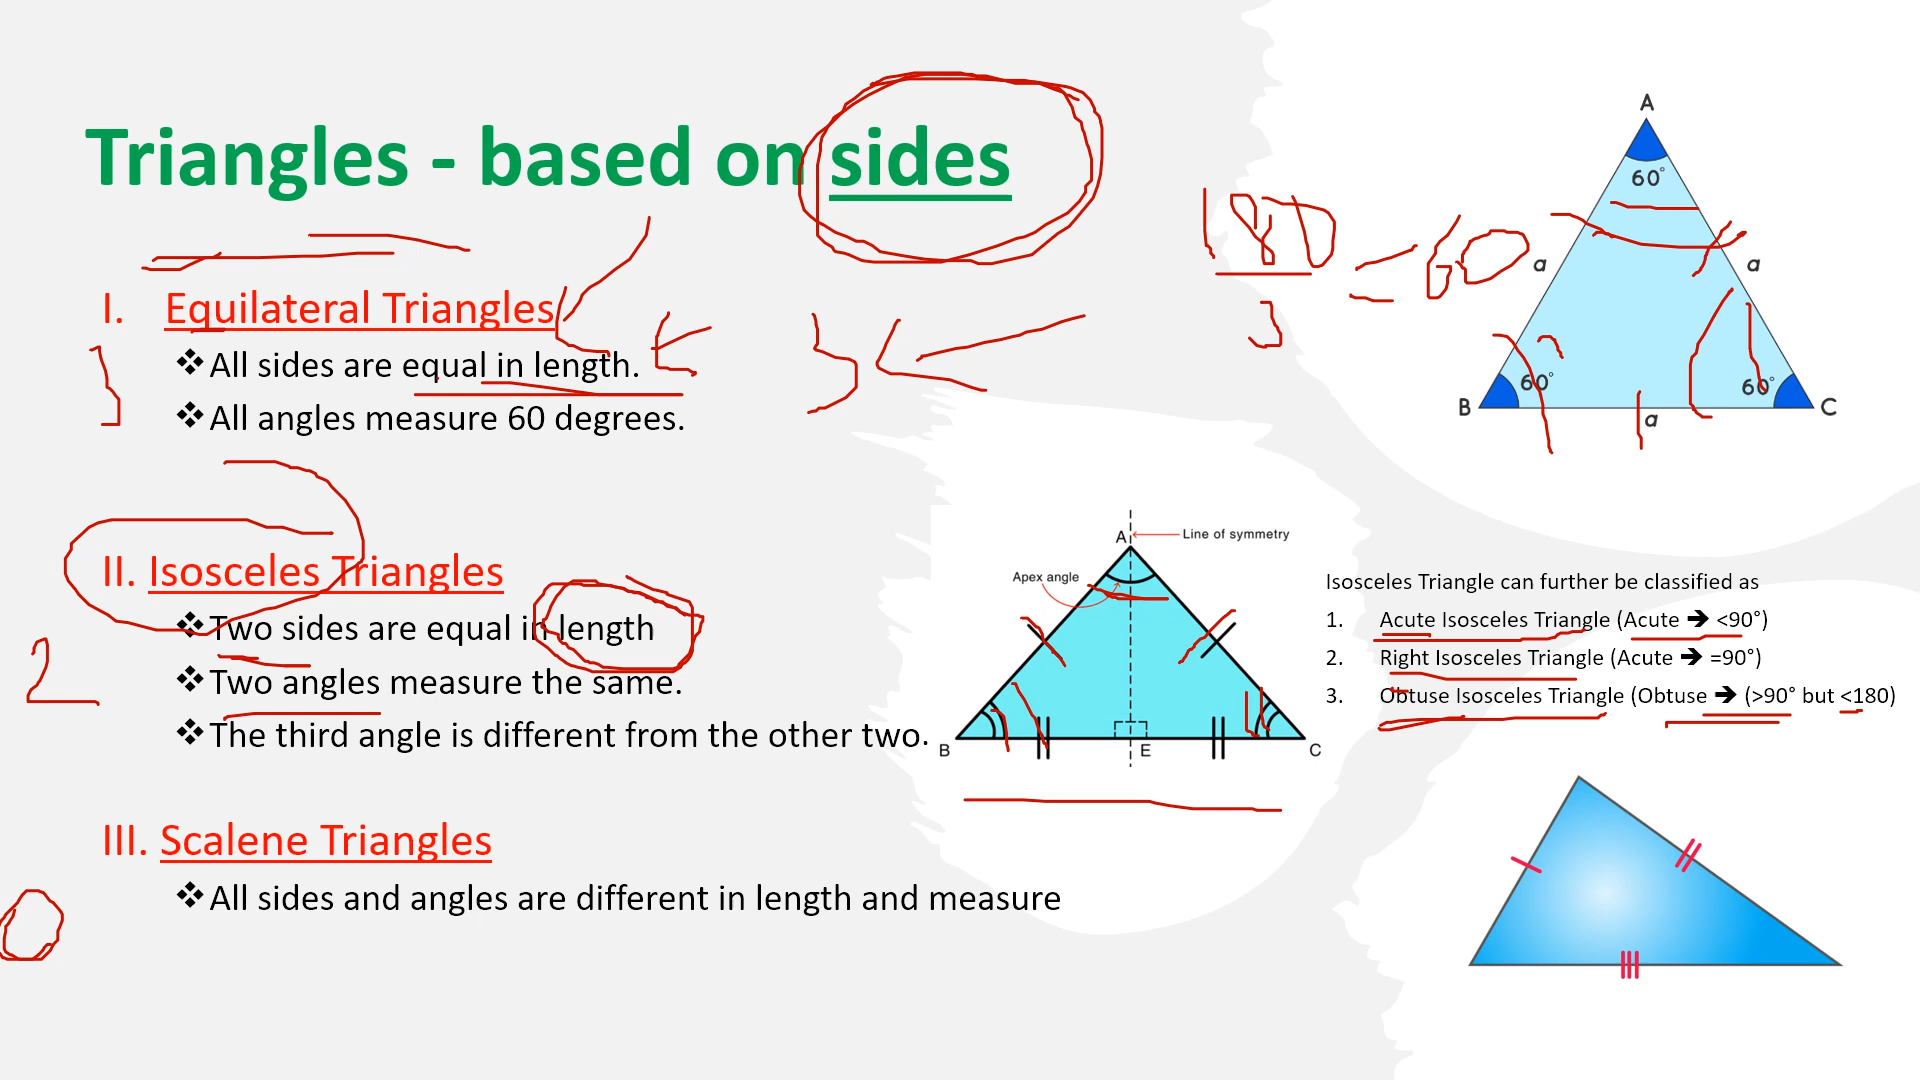 Triangles - based on sides
I. Equilateral Triangles
❖All sides are equal in length.
❖All angles measure 60 degrees.
3
3
180
3
= 60
A
60°
a
a
60°
60°
B
a
C
II. Isosceles Triangles
❖Two sides are equal in length
❖Two angles measure the same.
❖The third angle is different from the other two.
2
A
Line of symmetry
Apex angle
B
E
C
Isosceles Triangle can further be classified as
1. Acute Isosceles Triangle (Acute ➔ <90°)
2. Right Isosceles Triangle (Acute ➔ =90°)
3. Obtuse Isosceles Triangle (Obtuse ➔ (>90° but <180)
III. Scalene Triangles
❖All sides and angles are different in length and measure
0